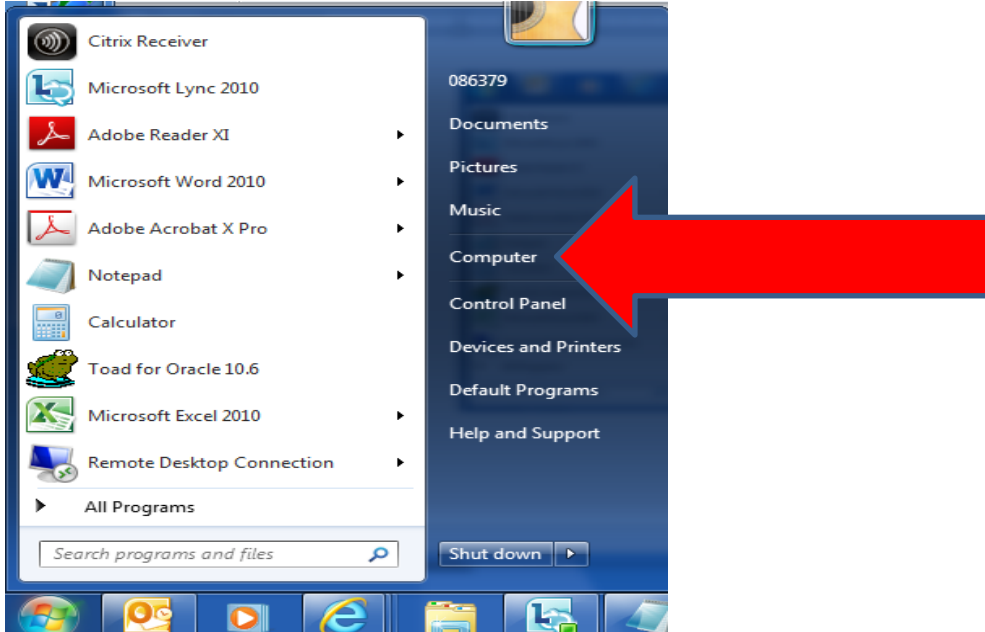 Citrix Receiver
Microsoft Lync 2010
Adobe Reader XI
Microsoft Word 2010
Adobe Acrobat X Pro
Notepad
Calculator
Toad for Oracle 10.6
Microsoft Excel 2010
Remote Desktop Connection
All Programs
Search programs and files
086379
Documents
Pictures
Music
Computer
Control Panel
Devices and Printers
Default Programs
Help and Support
Shut down